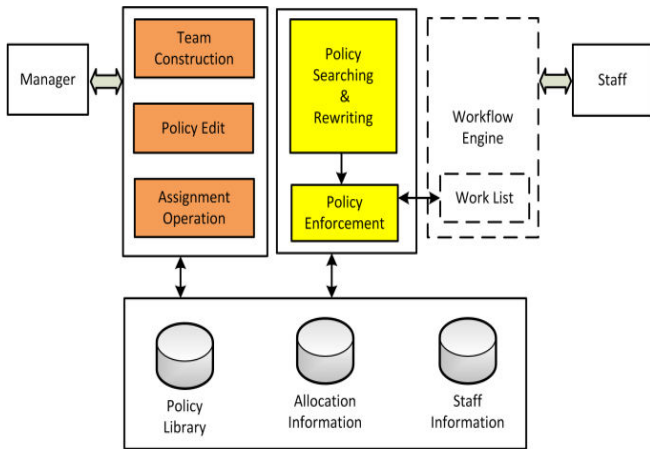 Manager
Team
Construction
Policy Edit
Assignment
Operation
Policy
Searching
&
Rewriting
Policy
Enforcement
Workflow
Engine
Work List
Staff
Policy
Library
Allocation
Information
Staff
Information